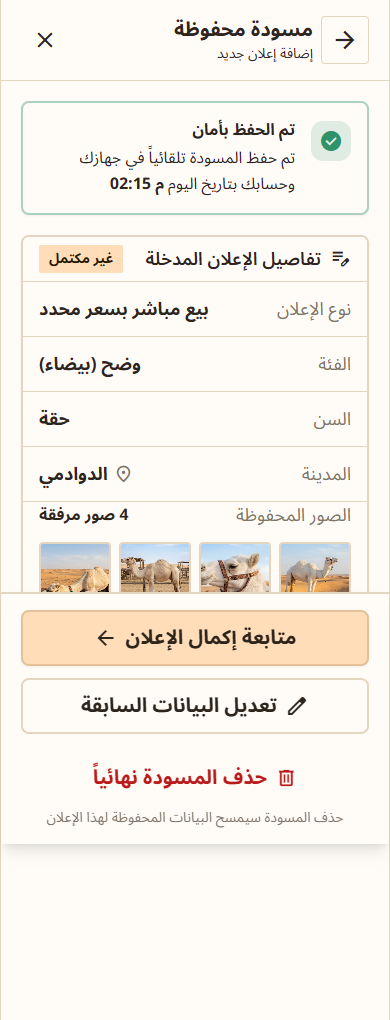 مسودة محفوظة
إضافة إعلان جديد
تم الحفظ بأمان
تم حفظ المسودة تلقائياً في جهازك
وحسابك بتاريخ اليوم 02:15 م
تفاصيل الإعلان المدخلة
غير مكتمل
نوع الإعلان
بيع مباشر بسعر محدد
الفئة
وضح (بيضاء)
السن
حقة
المدينة
الدوادمي
الصور المحفوظة
4 صور مرفقة
متابعة إكمال الإعلان
تعديل البيانات السابقة
حذف المسودة نهائياً
حذف المسودة سيمسح البيانات المحفوظة لهذا الإعلان